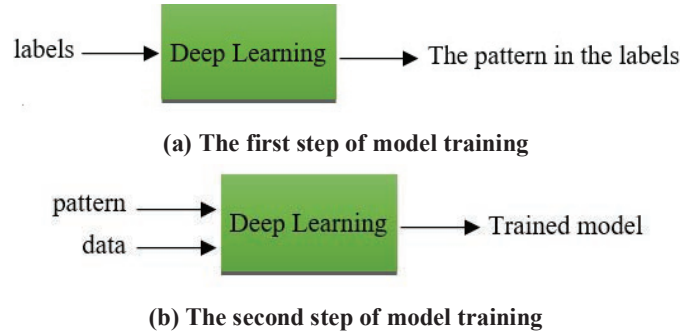 labels
Deep Learning
The pattern in the labels
(a) The first step of model training
pattern
data
Deep Learning
Trained model
(b) The second step of model training